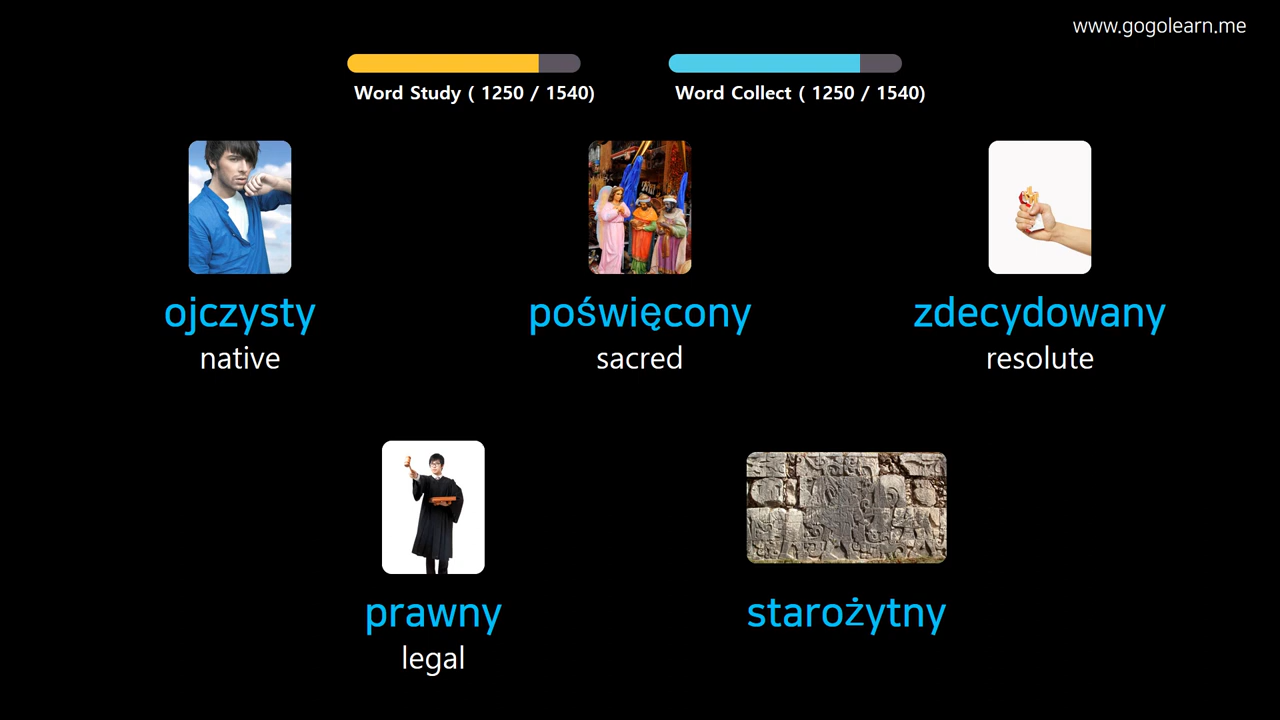 www.gogolearn.me
Word Study ( 1250 / 1540)
Word Collect ( 1250 / 1540)
ojczysty
native
poświęcony
sacred
zdecydowany
resolute
prawny
legal
starożytny